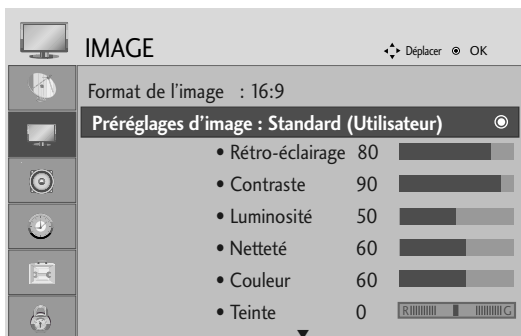 IMAGE Déplacer OK
Format de l'image : 16:9
Préréglages d'image : Standard (Utilisateur)
• Rétro-éclairage 80
• Contraste 90
• Luminosité 50
• Netteté 60
• Couleur 60
• Teinte 0 R G